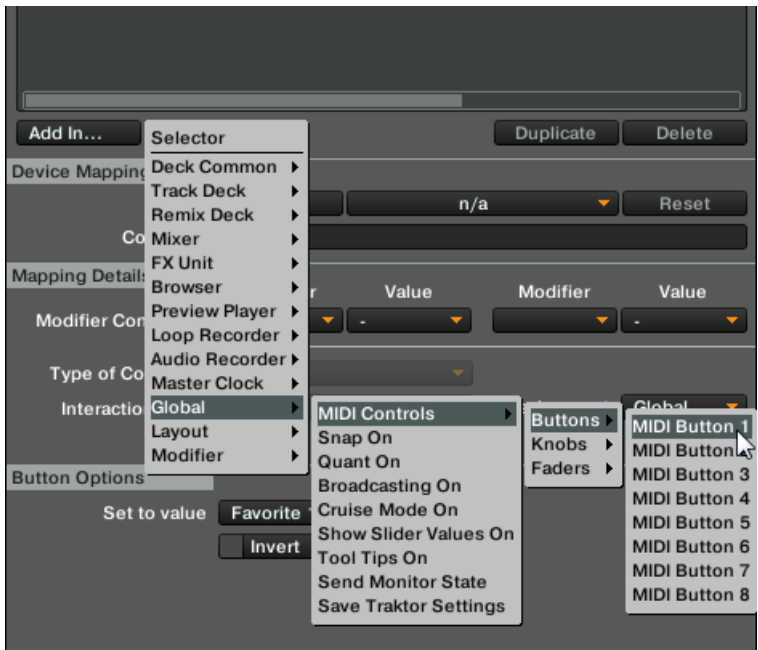 Add In...
Duplicate
Delete
Selector
Deck Common
Track Deck
Remix Deck
Mixer
FX Unit
Browser
Preview Player
Loop Recorder
Audio Recorder
Master Clock
Global
Layout
Modifier
Device Mapping
n/a
Reset
Co
Mapping Details
r
Value
Modifier
Value
Modifier Con
-
-
Type of Co
Interactio
Global
MIDI Controls
Snap On
Quant On
Broadcasting On
Cruise Mode On
Show Slider Values On
Tool Tips On
Send Monitor State
Save Traktor Settings
Buttons
Knobs
Faders
MIDI Button 1
MIDI Button
MIDI Button 3
MIDI Button 4
MIDI Button 5
MIDI Button 6
MIDI Button 7
MIDI Button 8
Button Options
Set to value
Favorite
Invert